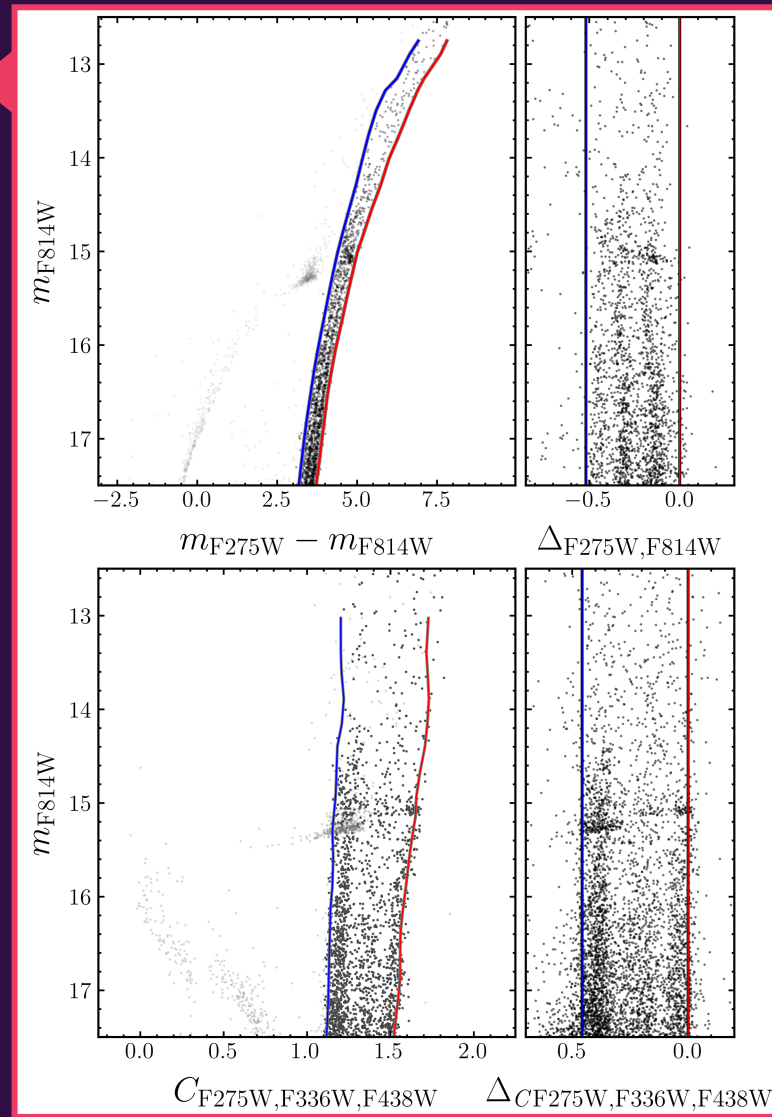 13
14
15
16
17
m_F814W
−2.5 0.0 2.5 5.0 7.5
−0.5 0.0
m_F275W − m_F814W
Δ_F275W,F814W
13
14
15
16
17
m_F814W
0.0 0.5 1.0 1.5 2.0
0.5 0.0
C_F275W,F336W,F438W
Δ_CF275W,F336W,F438W